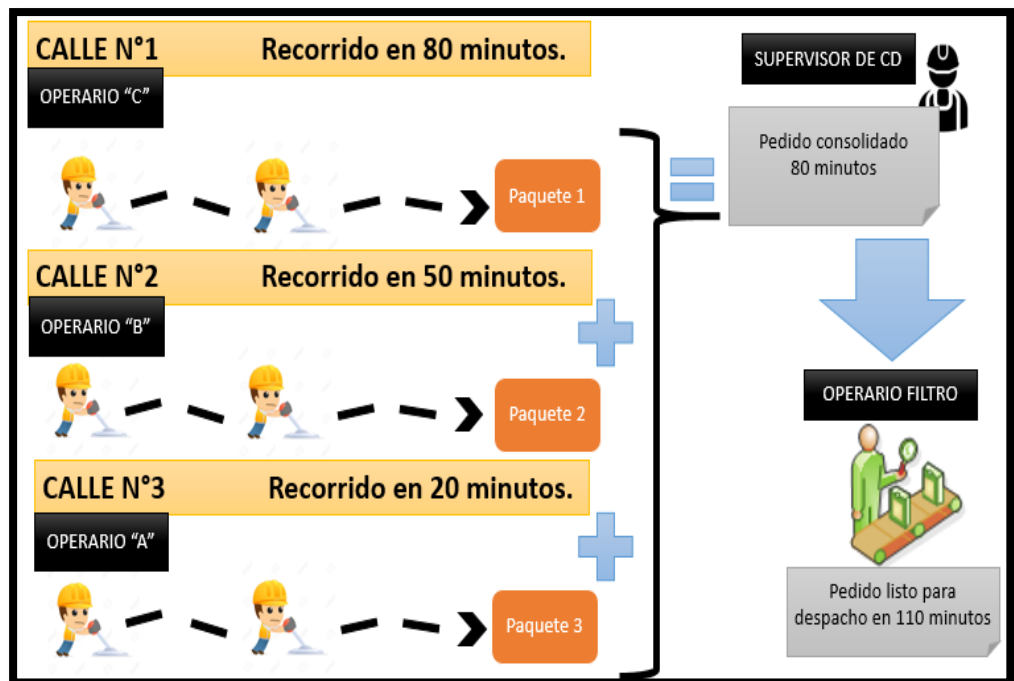 CALLE N°1 Recorrido en 80 minutos.
OPERARIO “C”
Paquete 1
CALLE N°2 Recorrido en 50 minutos.
OPERARIO “B”
Paquete 2
CALLE N°3 Recorrido en 20 minutos.
OPERARIO “A”
Paquete 3
SUPERVISOR DE CD
Pedido consolidado
80 minutos
OPERARIO FILTRO
Pedido listo para
despacho en 110 minutos